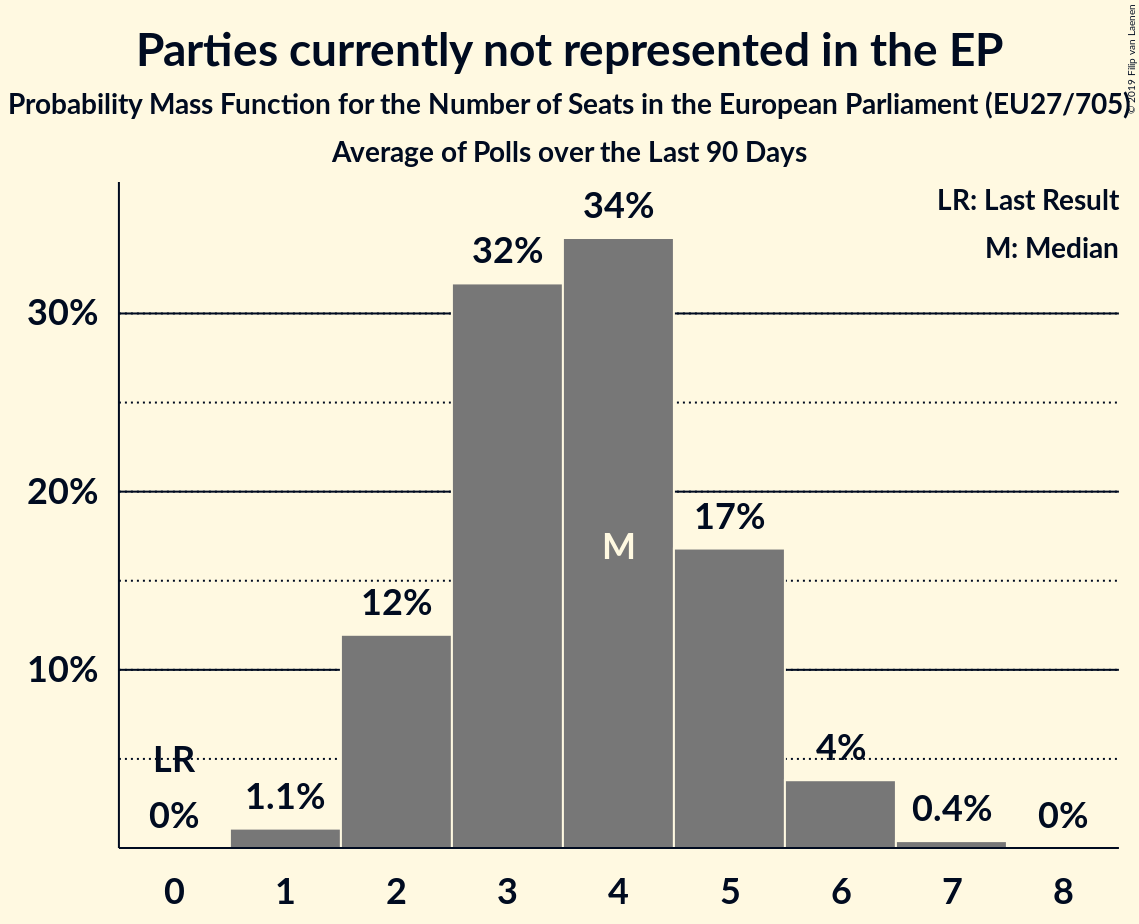 Parties currently not represented in the EP
Probability Mass Function for the Number of Seats in the European Parliament (EU27/705)
Average of Polls over the Last 90 Days
© 2019 Filip van Laenen
LR: Last Result
M: Median
34%
32%
30%
20%
17%
M
12%
10%
LR
4%
1.1%
0%
0.4%
0%
0 1 2 3 4 5 6 7 8